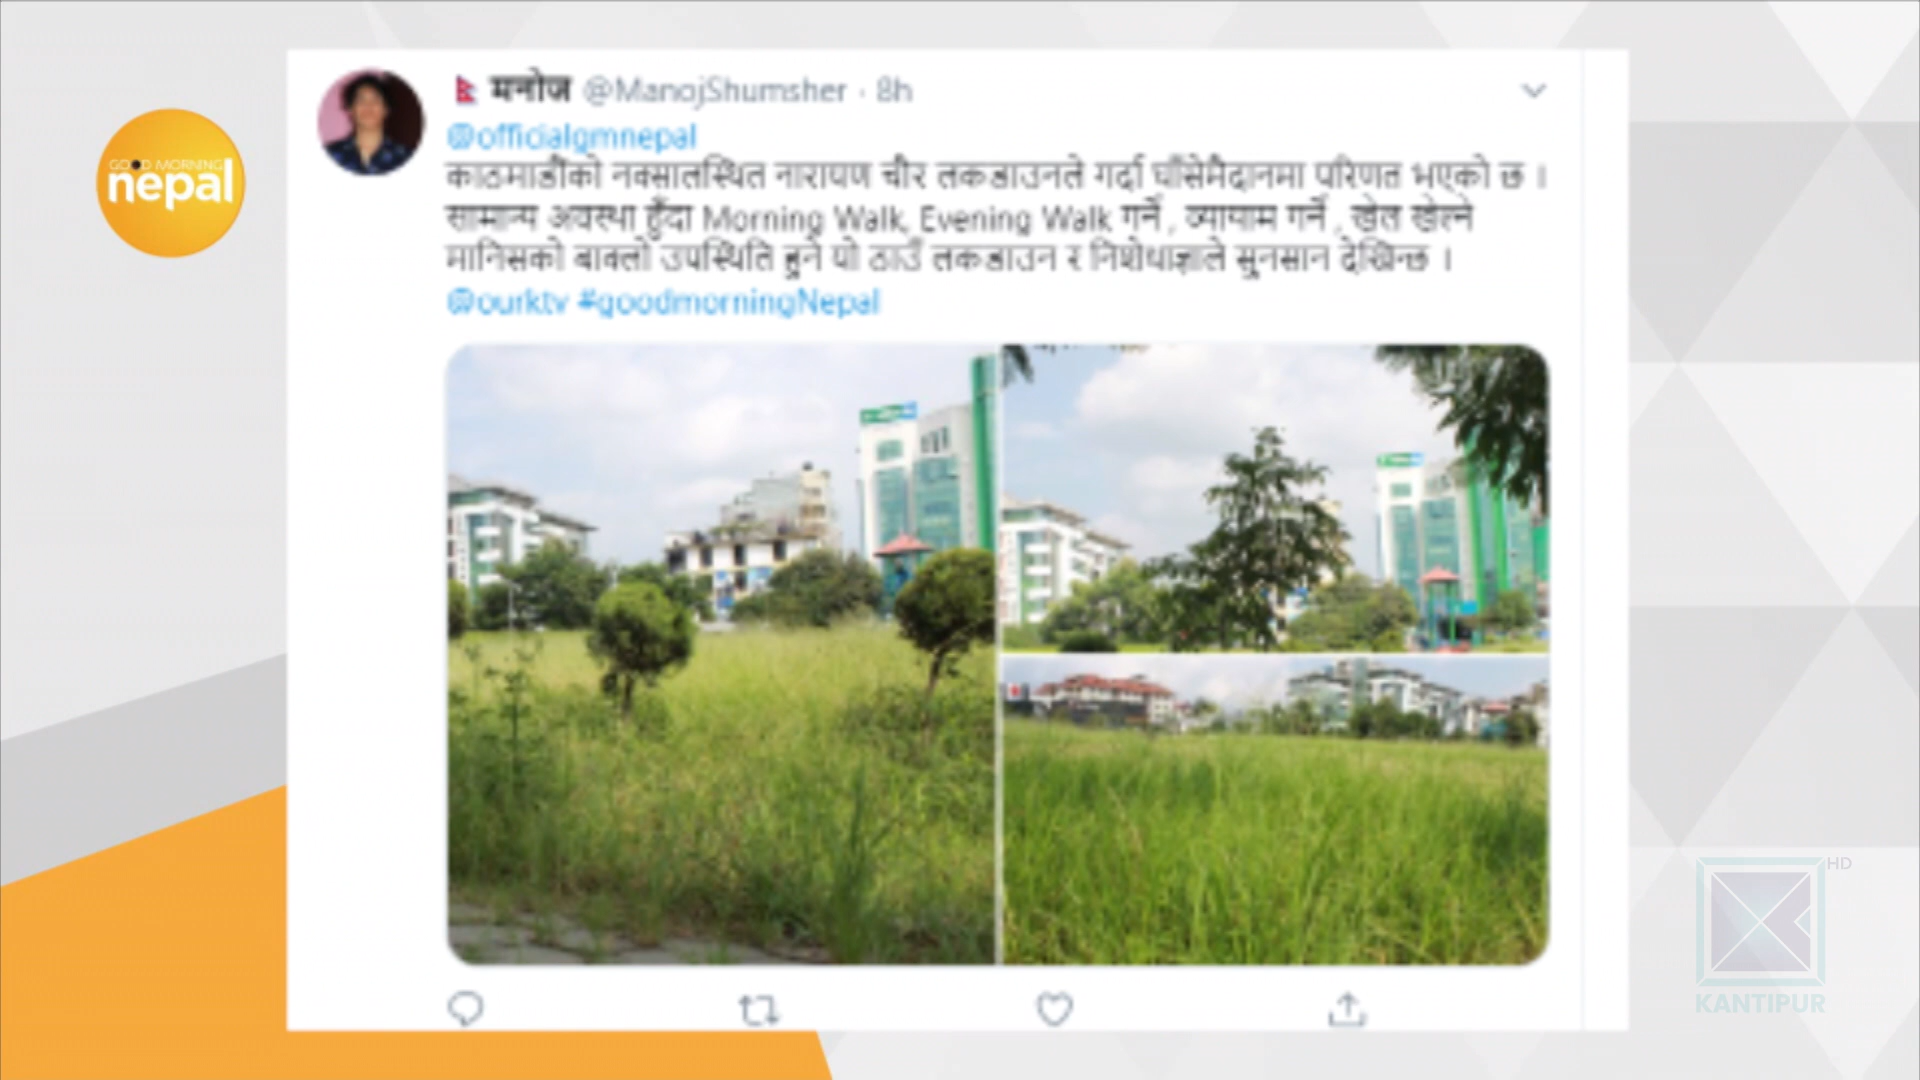 GOOD MORNING
nepal
मनोज @ManojShumsher · 8h
@officialgmnepal
काठमाडौंको नक्सालस्थित नारायण चौर लकडाउनले गर्दा घाँसेमैदानमा परिणत भएको छ ।
सामान्य अवस्था हुँदा Morning Walk, Evening Walk गर्ने , व्यायाम गर्ने , खेल खेल्ने
मानिसको बाक्लो उपस्थिति हुने यो ठाउँ लकडाउन र निशेधाज्ञाले सुनसान देखिन्छ ।
@ourktv #goodmorningNepal
HD
KANTIPUR